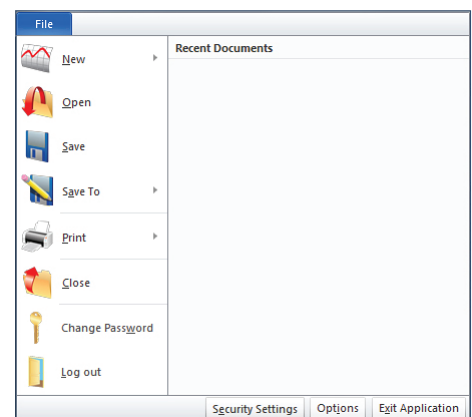 File
New
Recent Documents
Open
Save
Save To
Print
Close
Change Password
Log out
Security Settings Options Exit Application